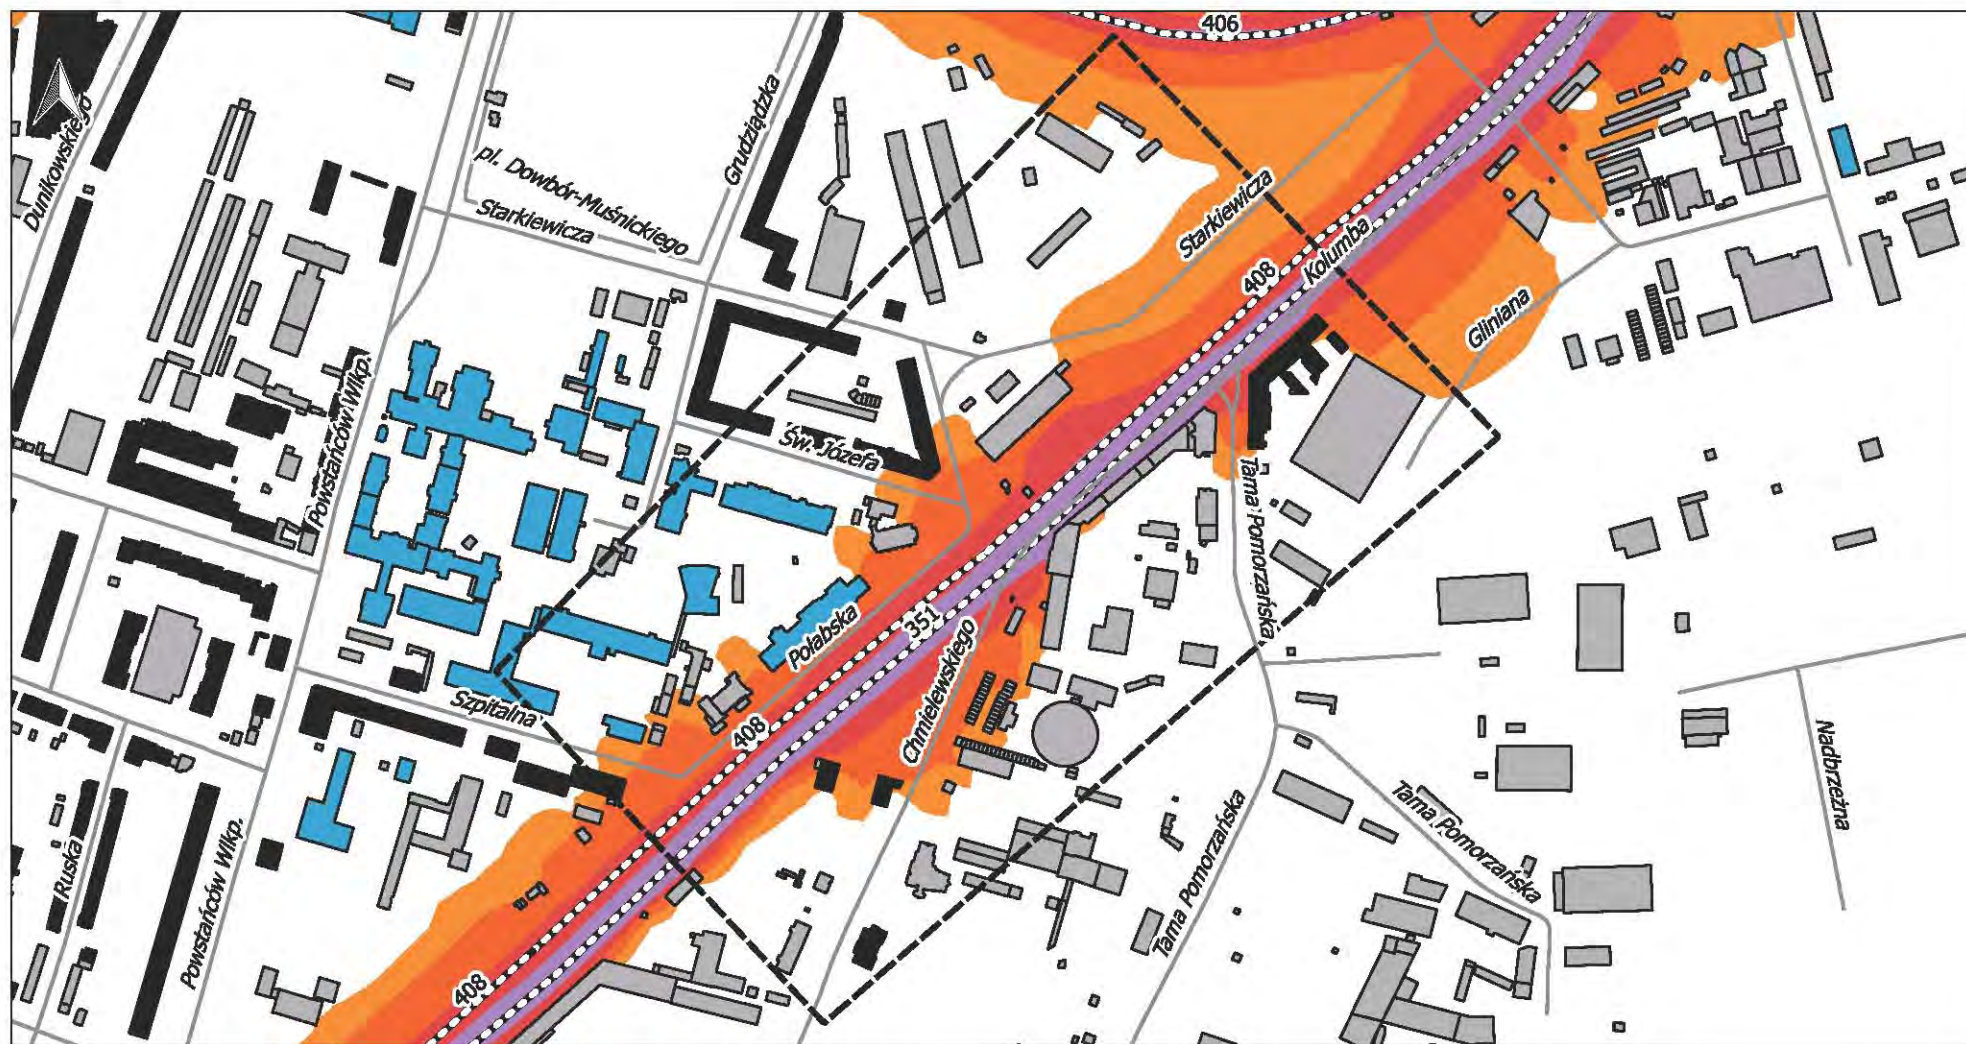 406
Dunikowskiego
Grudziądzka
pl. Dowbór-Muśnickiego
Starkiewicza
Starkiewicza
408
Kolumba
Gliniana
Powstańców Wlkp.
Św. Józefa
Tama Pomorzańska
Połabska
351
Chmielewskiego
Szpitalna
408
Nadbrzeżna
Tama Pomorzańska
Tama Pomorzańska
Ruska
Powstańców Wlkp.
408